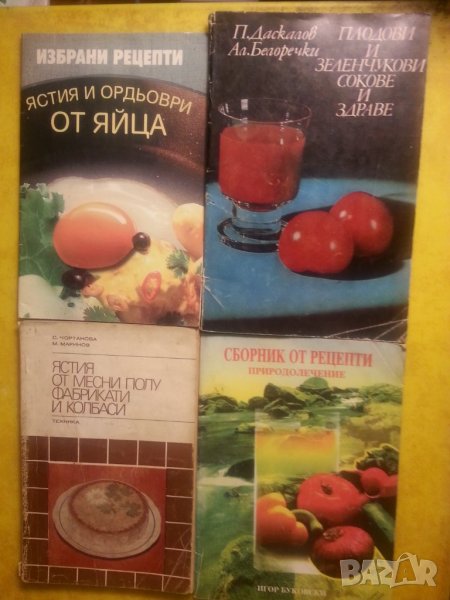 ИЗБРАНИ РЕЦЕПТИ
ЯСТИЯ И ОРДЬОВРИ
ОТ ЯЙЦА
П. Даскалов
Ал. Белоречки
ПЛОДОВИ
И
ЗЕЛЕНЧУКОВИ
СОКОВЕ
И
ЗДРАВЕ
С. ЧОРТАНОВА
М. МАРИНОВ
ЯСТИЯ
ОТ МЕСНИ ПОЛУ
ФАБРИКАТИ
И КОЛБАСИ
ТЕХНИКА
СБОРНИК ОТ РЕЦЕПТИ
ПРИРОДОЛЕЧЕНИЕ
ИГОР БУКОВСКИ
BAZAR